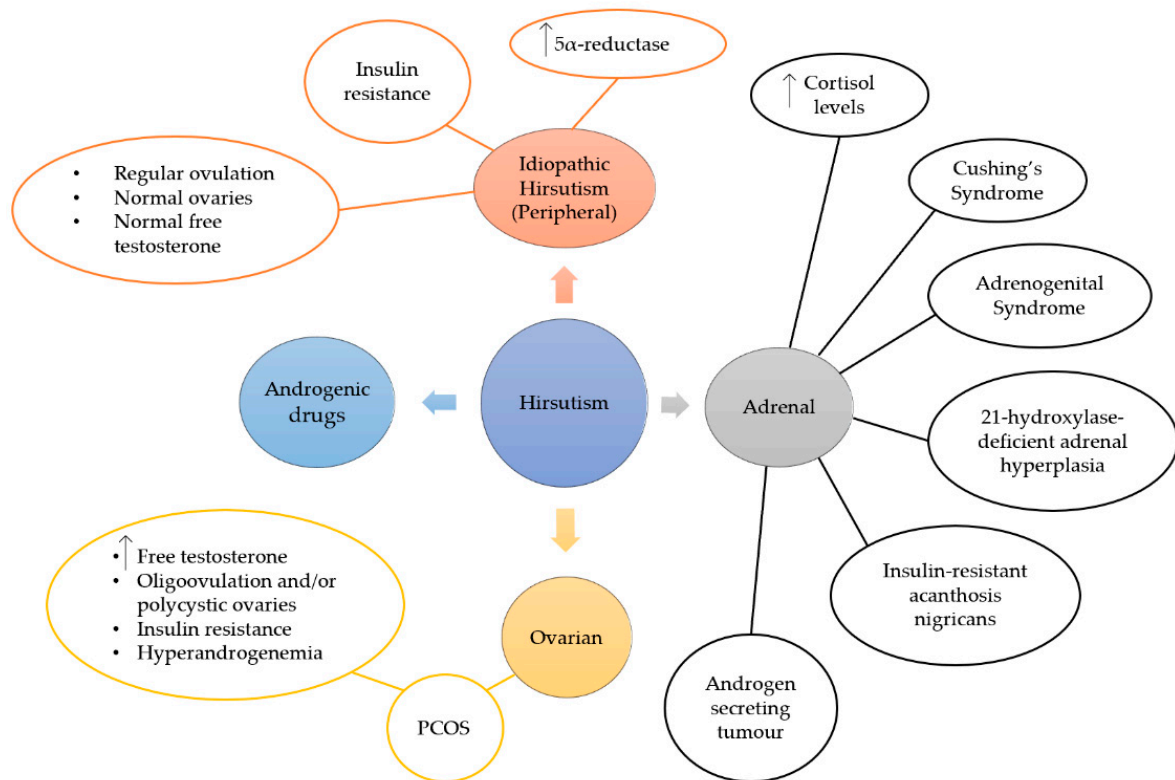 ↑ 5α-reductase
Insulin
resistance
↑ Cortisol
levels
Idiopathic
Hirsutism
(Peripheral)
• Regular ovulation
• Normal ovaries
• Normal free
testosterone
Cushing's
Syndrome
Adrenogenital
Syndrome
Androgenic
drugs
Hirsutism
Adrenal
21-hydroxylase-
deficient adrenal
hyperplasia
• ↑ Free testosterone
• Oligoovulation and/or
polycystic ovaries
• Insulin resistance
• Hyperandrogenemia
Ovarian
Insulin-resistant
acanthosis
nigricans
PCOS
Androgen
secreting
tumour